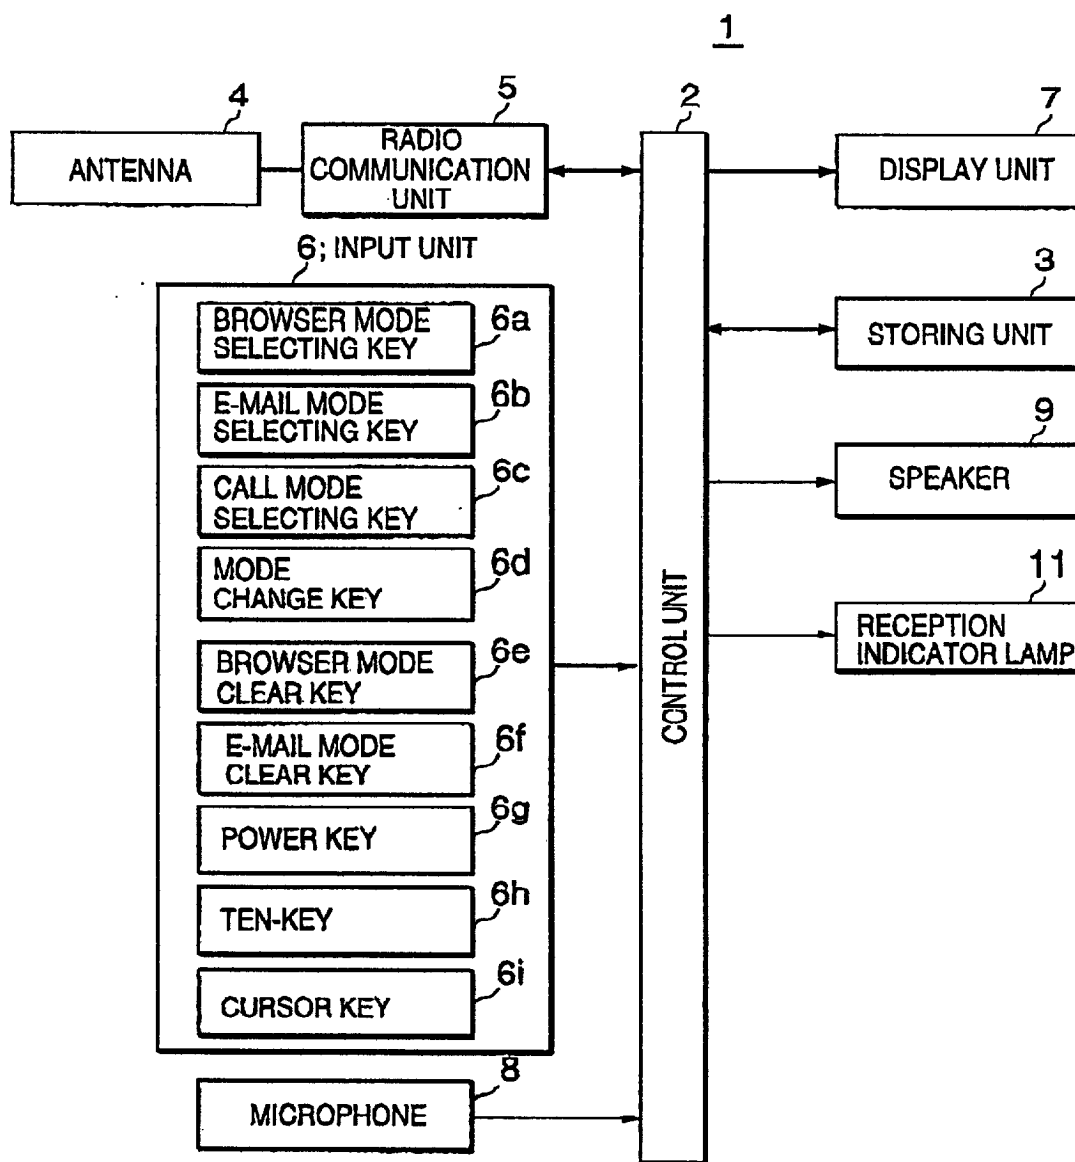 1
4
5
2
7
ANTENNA
RADIO
COMMUNICATION
UNIT
DISPLAY UNIT
6; INPUT UNIT
BROWSER MODE
SELECTING KEY
6a
E-MAIL MODE
SELECTING KEY
6b
CALL MODE
SELECTING KEY
6c
MODE
CHANGE KEY
6d
BROWSER MODE
CLEAR KEY
6e
E-MAIL MODE
CLEAR KEY
6f
POWER KEY
6g
TEN-KEY
6h
CURSOR KEY
6i
8
MICROPHONE
CONTROL UNIT
3
STORING UNIT
9
SPEAKER
11
RECEPTION
INDICATOR LAMP